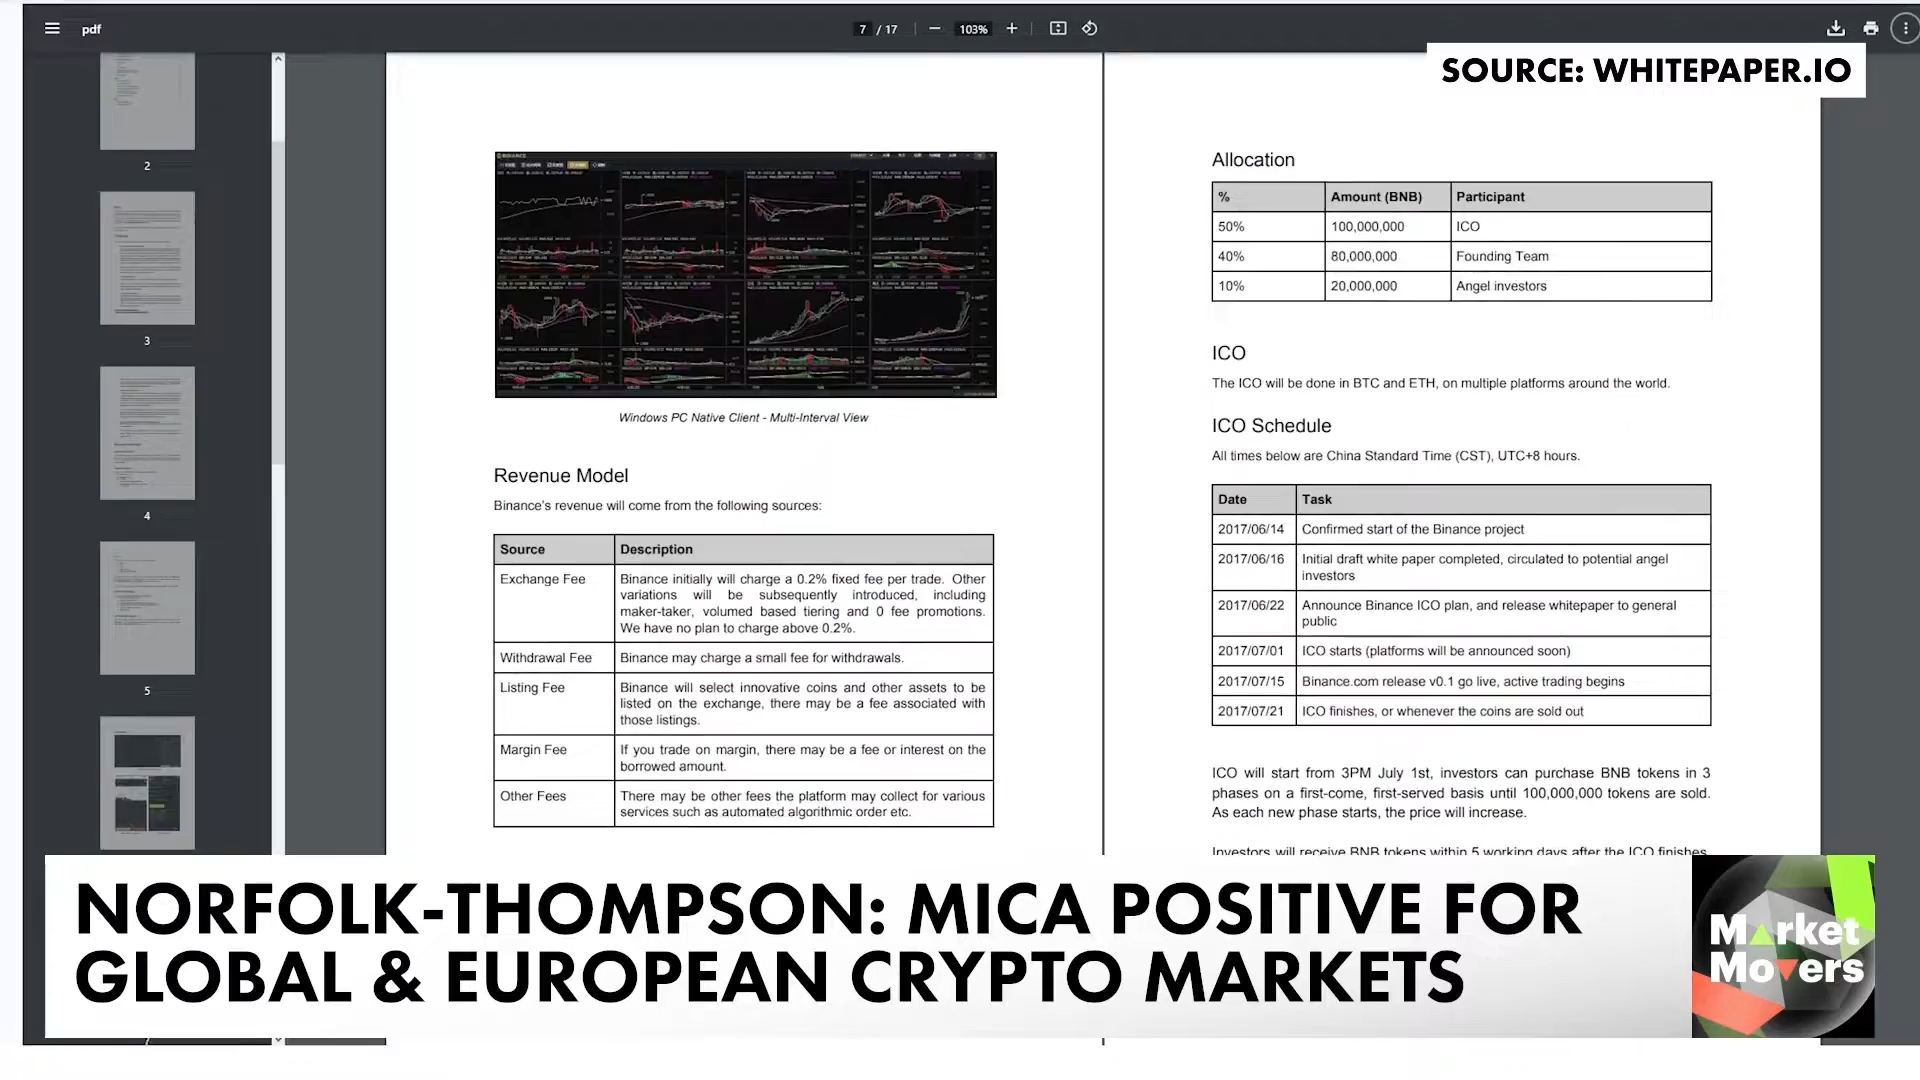 pdf
7 / 17
103%
SOURCE: WHITEPAPER.IO
2
3
4
5
BINANCE
Windows PC Native Client - Multi-Interval View
Revenue Model
Binance's revenue will come from the following sources:
Source Description
Exchange Fee Binance initially will charge a 0.2% fixed fee per trade. Other
variations will be subsequently introduced, including
maker-taker, volumed based tiering and 0 fee promotions.
We have no plan to charge above 0.2%.
Withdrawal Fee Binance may charge a small fee for withdrawals.
Listing Fee Binance will select innovative coins and other assets to be
listed on the exchange, there may be a fee associated with
those listings.
Margin Fee If you trade on margin, there may be a fee or interest on the
borrowed amount.
Other Fees There may be other fees the platform may collect for various
services such as automated algorithmic order etc.
Allocation
% Amount (BNB) Participant
50% 100,000,000 ICO
40% 80,000,000 Founding Team
10% 20,000,000 Angel investors
ICO
The ICO will be done in BTC and ETH, on multiple platforms around the world.
ICO Schedule
All times below are China Standard Time (CST), UTC+8 hours.
Date Task
2017/06/14 Confirmed start of the Binance project
2017/06/16 Initial draft white paper completed, circulated to potential angel
investors
2017/06/22 Announce Binance ICO plan, and release whitepaper to general
public
2017/07/01 ICO starts (platforms will be announced soon)
2017/07/15 Binance.com release v0.1 go live, active trading begins
2017/07/21 ICO finishes, or whenever the coins are sold out
ICO will start from 3PM July 1st, investors can purchase BNB tokens in 3
phases on a first-come, first-served basis until 100,000,000 tokens are sold.
As each new phase starts, the price will increase.
Investors will receive BNB tokens within 5 working days after the ICO finishes.
NORFOLK-THOMPSON: MICA POSITIVE FOR
GLOBAL & EUROPEAN CRYPTO MARKETS
Market
Movers